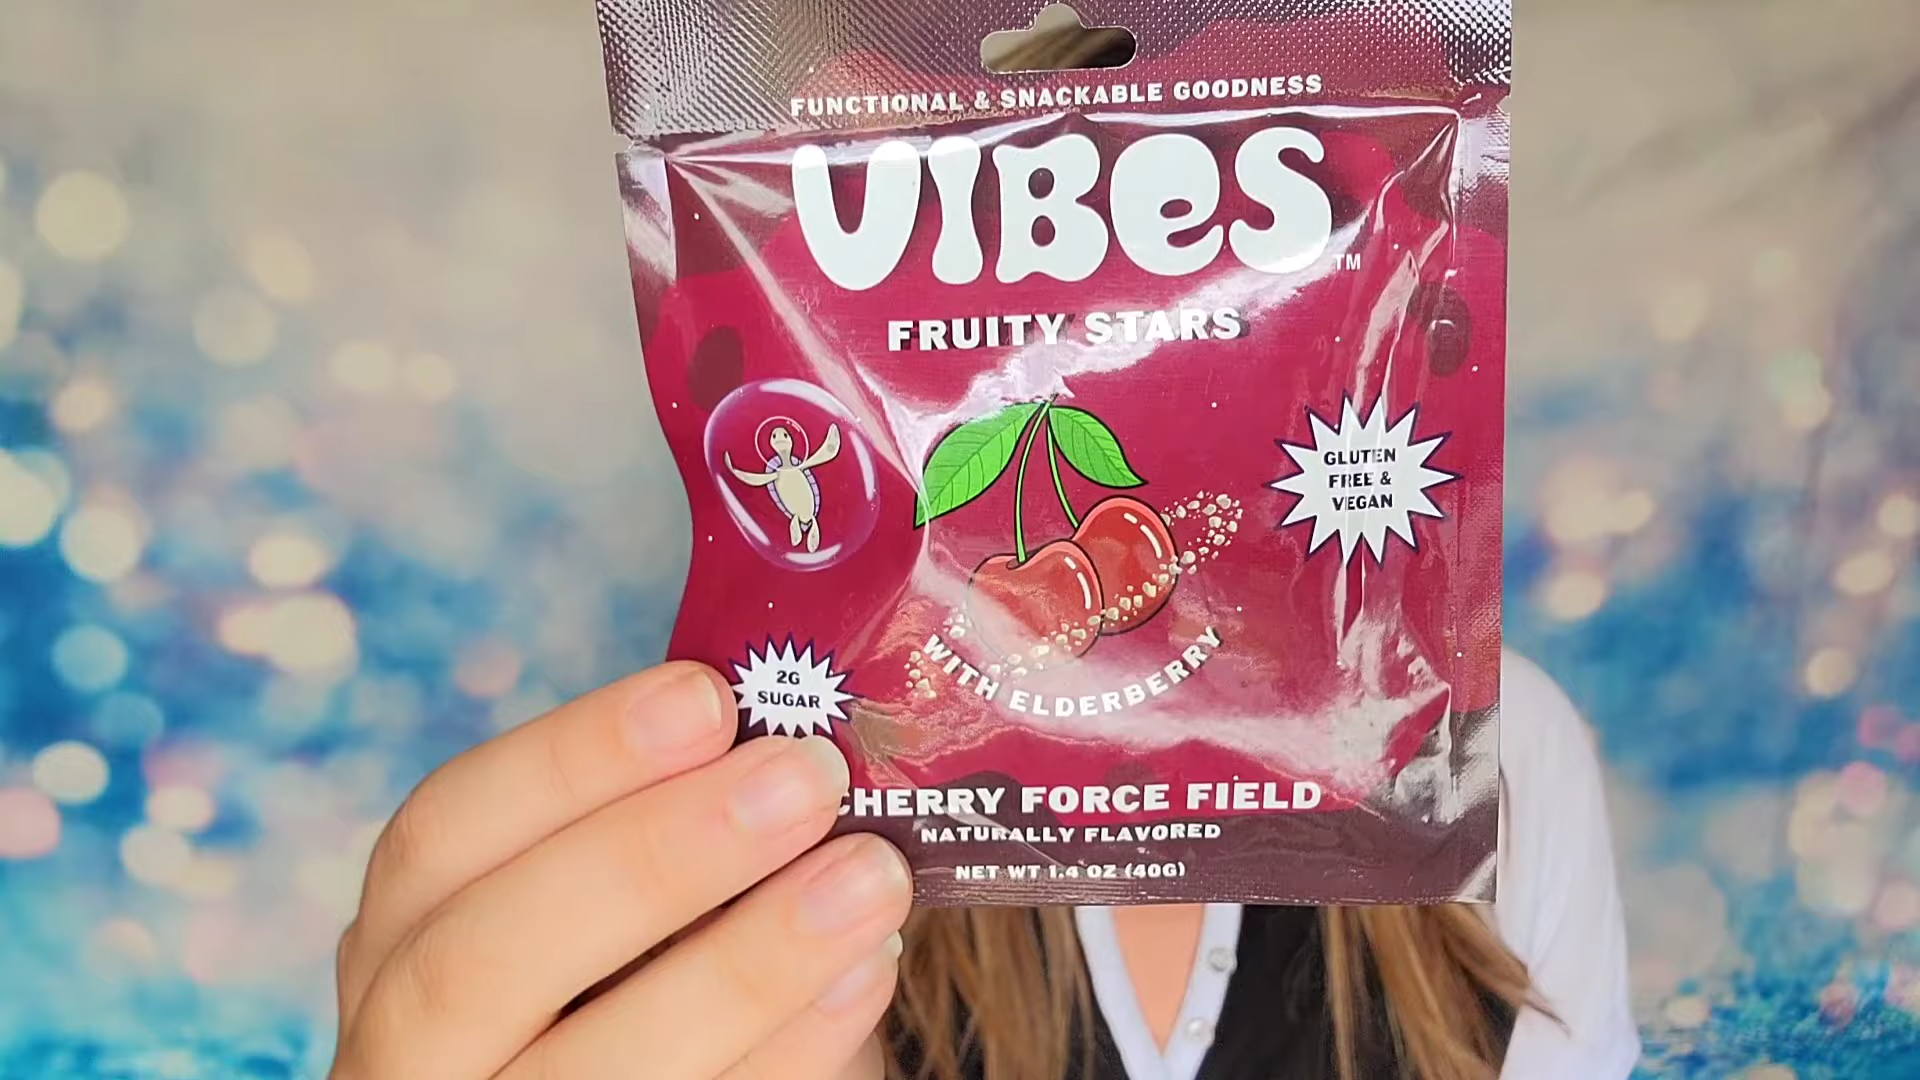 FUNCTIONAL & SNACKABLE GOODNESS
VIBES TM
FRUITY STARS
GLUTEN
FREE &
VEGAN
2G
SUGAR
WITH ELDERBERRY
CHERRY FORCE FIELD
NATURALLY FLAVORED
NET WT 1.4 OZ (40G)